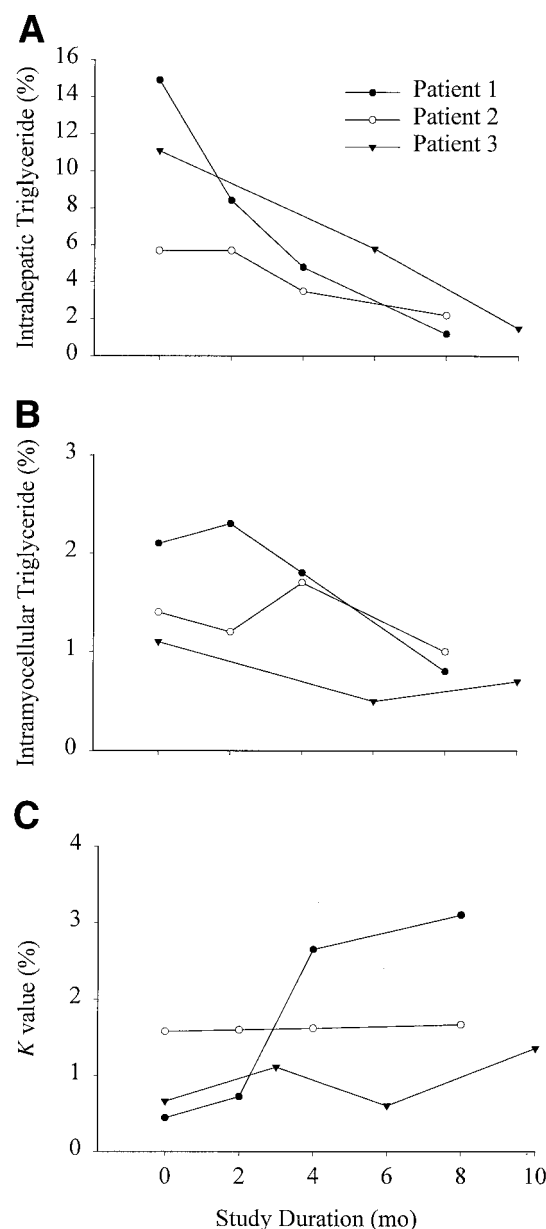 A
Intrahepatic Triglyceride (%)
16
14
12
10
8
6
4
2
0
Patient 1
Patient 2
Patient 3
B
Intramyocellular Triglyceride (%)
3
2
1
0
C
K value (%)
4
3
2
1
0
0 2 4 6 8 10
Study Duration (mo)